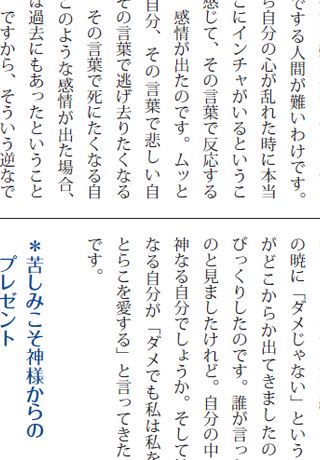 でする人間が難いわけです。
ら自分の心が乱れた時に本当
こにインチャがいるというこ
感じて、その言葉で反応する
感情が出たのです。ムッと
自分、その言葉で悲しい自
その言葉で逃げ去りたくなる
その言葉で死にたくなる自
このような感情が出た場合、
は過去にもあったということ
ですから、そういう逆なで
の暁に「ダメじゃない」という
がどこからか出てきましたの
びっくりしたのです。誰が言っ
のと見ましたけれど。自分の中
神なる自分でしょうか。そして
なる自分が「ダメでも私は私を
とらこを愛する」と言ってきた
です。
＊苦しみこそ神様からの
プレゼント